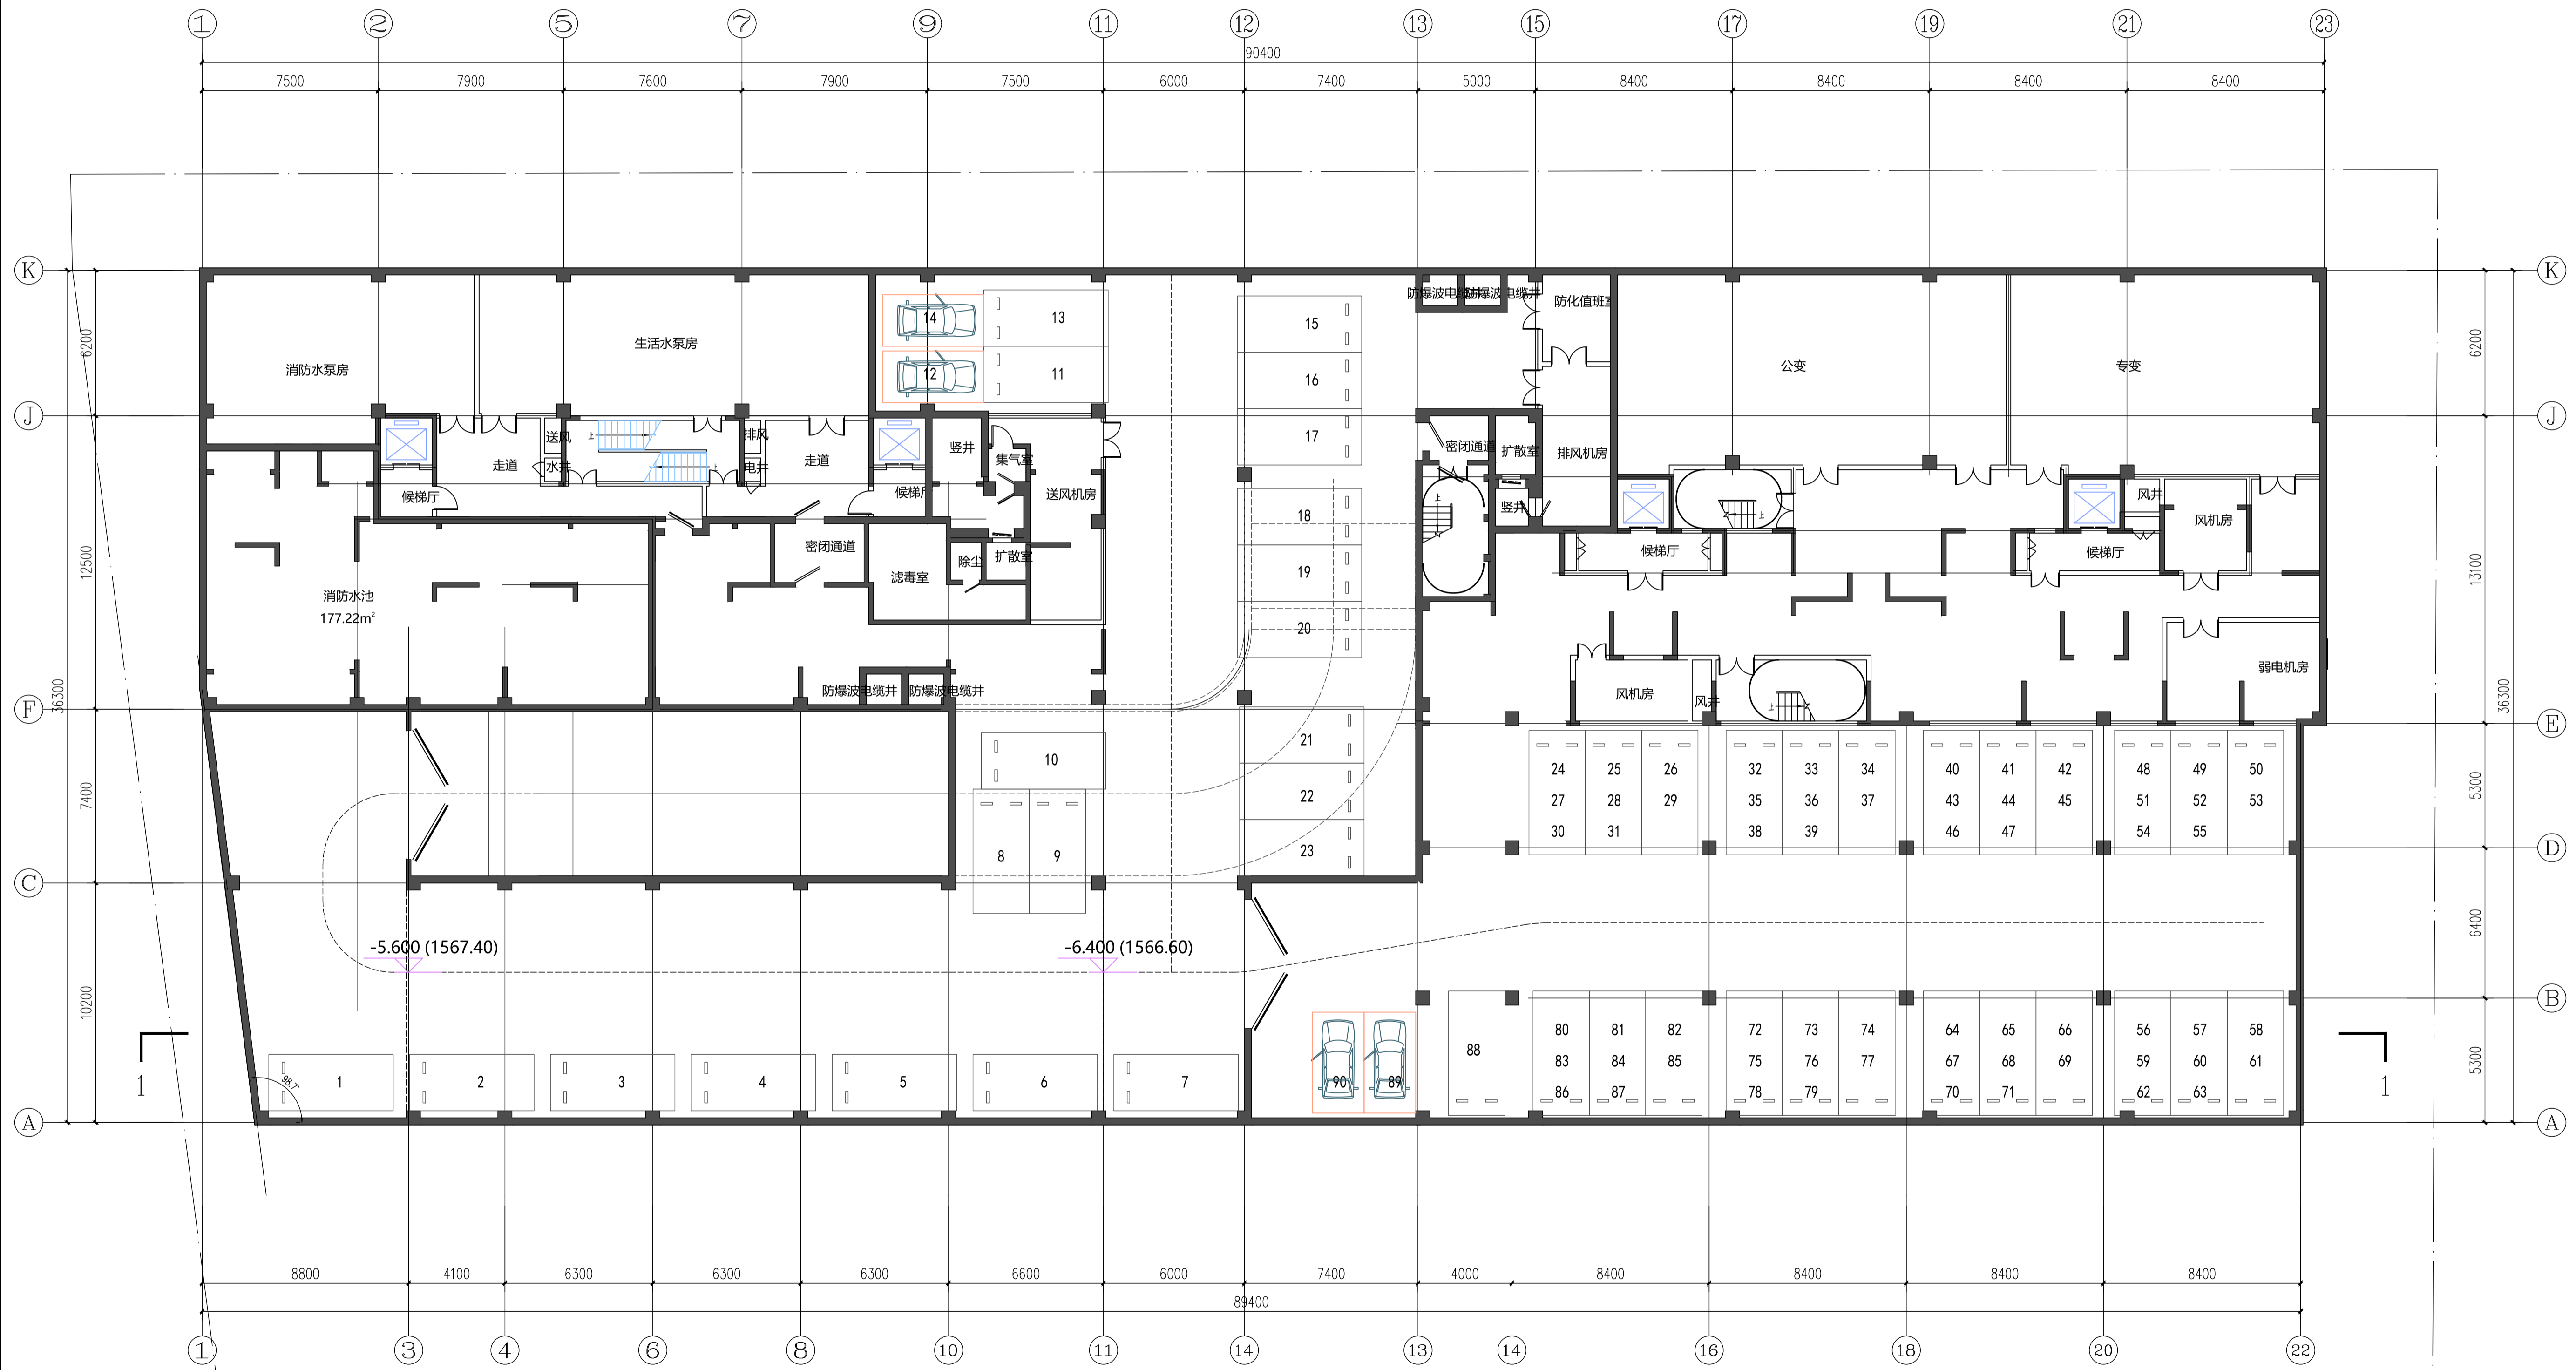 1 2 5 7 9 11 12 13 15 17 19 21 23
90400
7500 7900 7600 7900 7500 6000 7400 5000 8400 8400 8400 8400
K K
防爆波电缆井 防爆波电缆井
防化值班室
14 13
15
6200 6200
生活水泵房
消防水泵房
公变 专变
12 11
16
J J
17
送风 排风
竖井
密闭通道 扩散室 排风机房
走道 走道
集气室
水井 电井
上 上
候梯厅 候梯厅
送风机房
上
竖井
上
风井
18
风机房
密闭通道
扩散室
除尘
候梯厅 候梯厅
12500 13100
滤毒室
19
消防水池
177.22m²
20
弱电机房
防爆波电缆井 防爆波电缆井
风机房 风井
上
36300 36300
F E
21
10
24 25 26 32 33 34 40 41 42 48 49 50
7400 5300
22
27 28 29 35 36 37 43 44 45 51 52 53
30 31 38 39 46 47 54 55
8 9 23
D
C
6400
-5.600 (1567.40) -6.400 (1566.60)
10200
B
80 81 82 72 73 74 64 65 66 56 57 58
88
83 84 85 75 76 77 67 68 69 59 60 61
5300
1 98.7° 1 2 3 4 5 6 7 90 89 1
86 87 78 79 70 71 62 63
A A
8800 4100 6300 6300 6300 6600 6000 7400 4000 8400 8400 8400 8400
89400
1 3 4 6 8 10 11 14 13 14 16 18 20 22